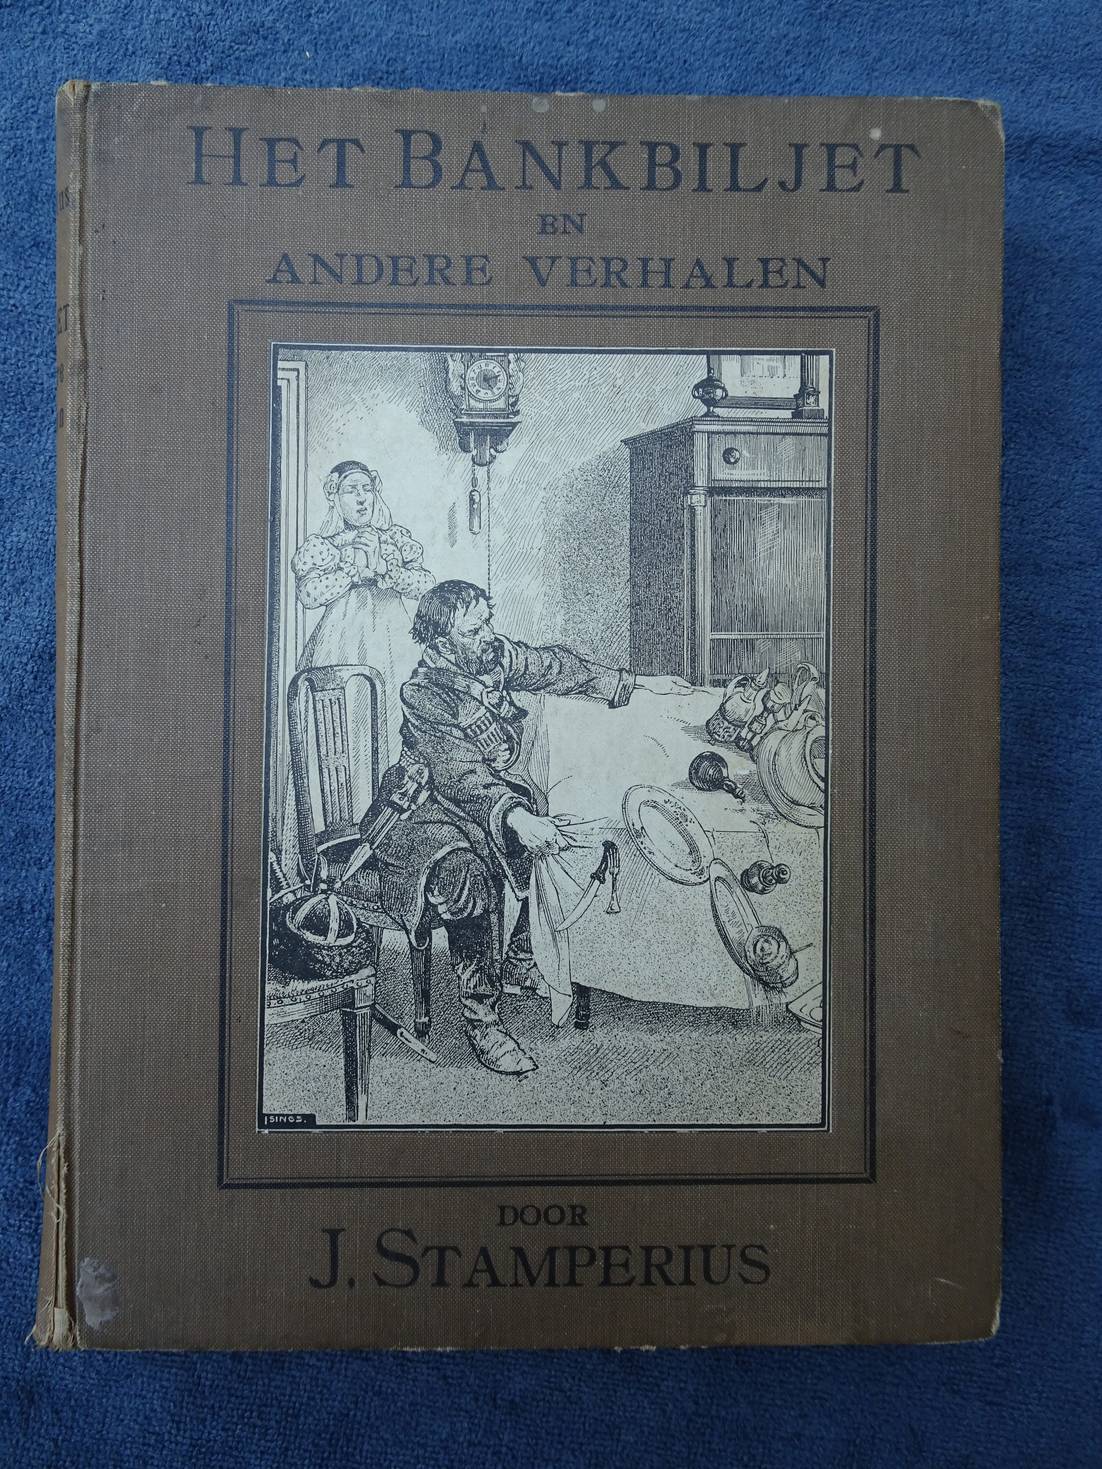 HET BANKBILJET
EN
ANDERE VERHALEN
ISINGS.
DOOR
J. STAMPERIUS